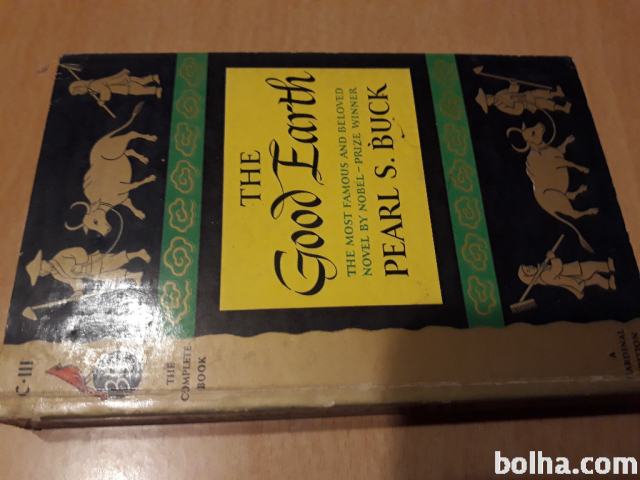 THE
Good Earth
THE MOST FAMOUS AND BELOVED
NOVEL BY NOBEL-PRIZE WINNER
PEARL S. BUCK
C-111
THE
COMPLETE
BOOK
A
CARDINAL
EDITION
bolha.com